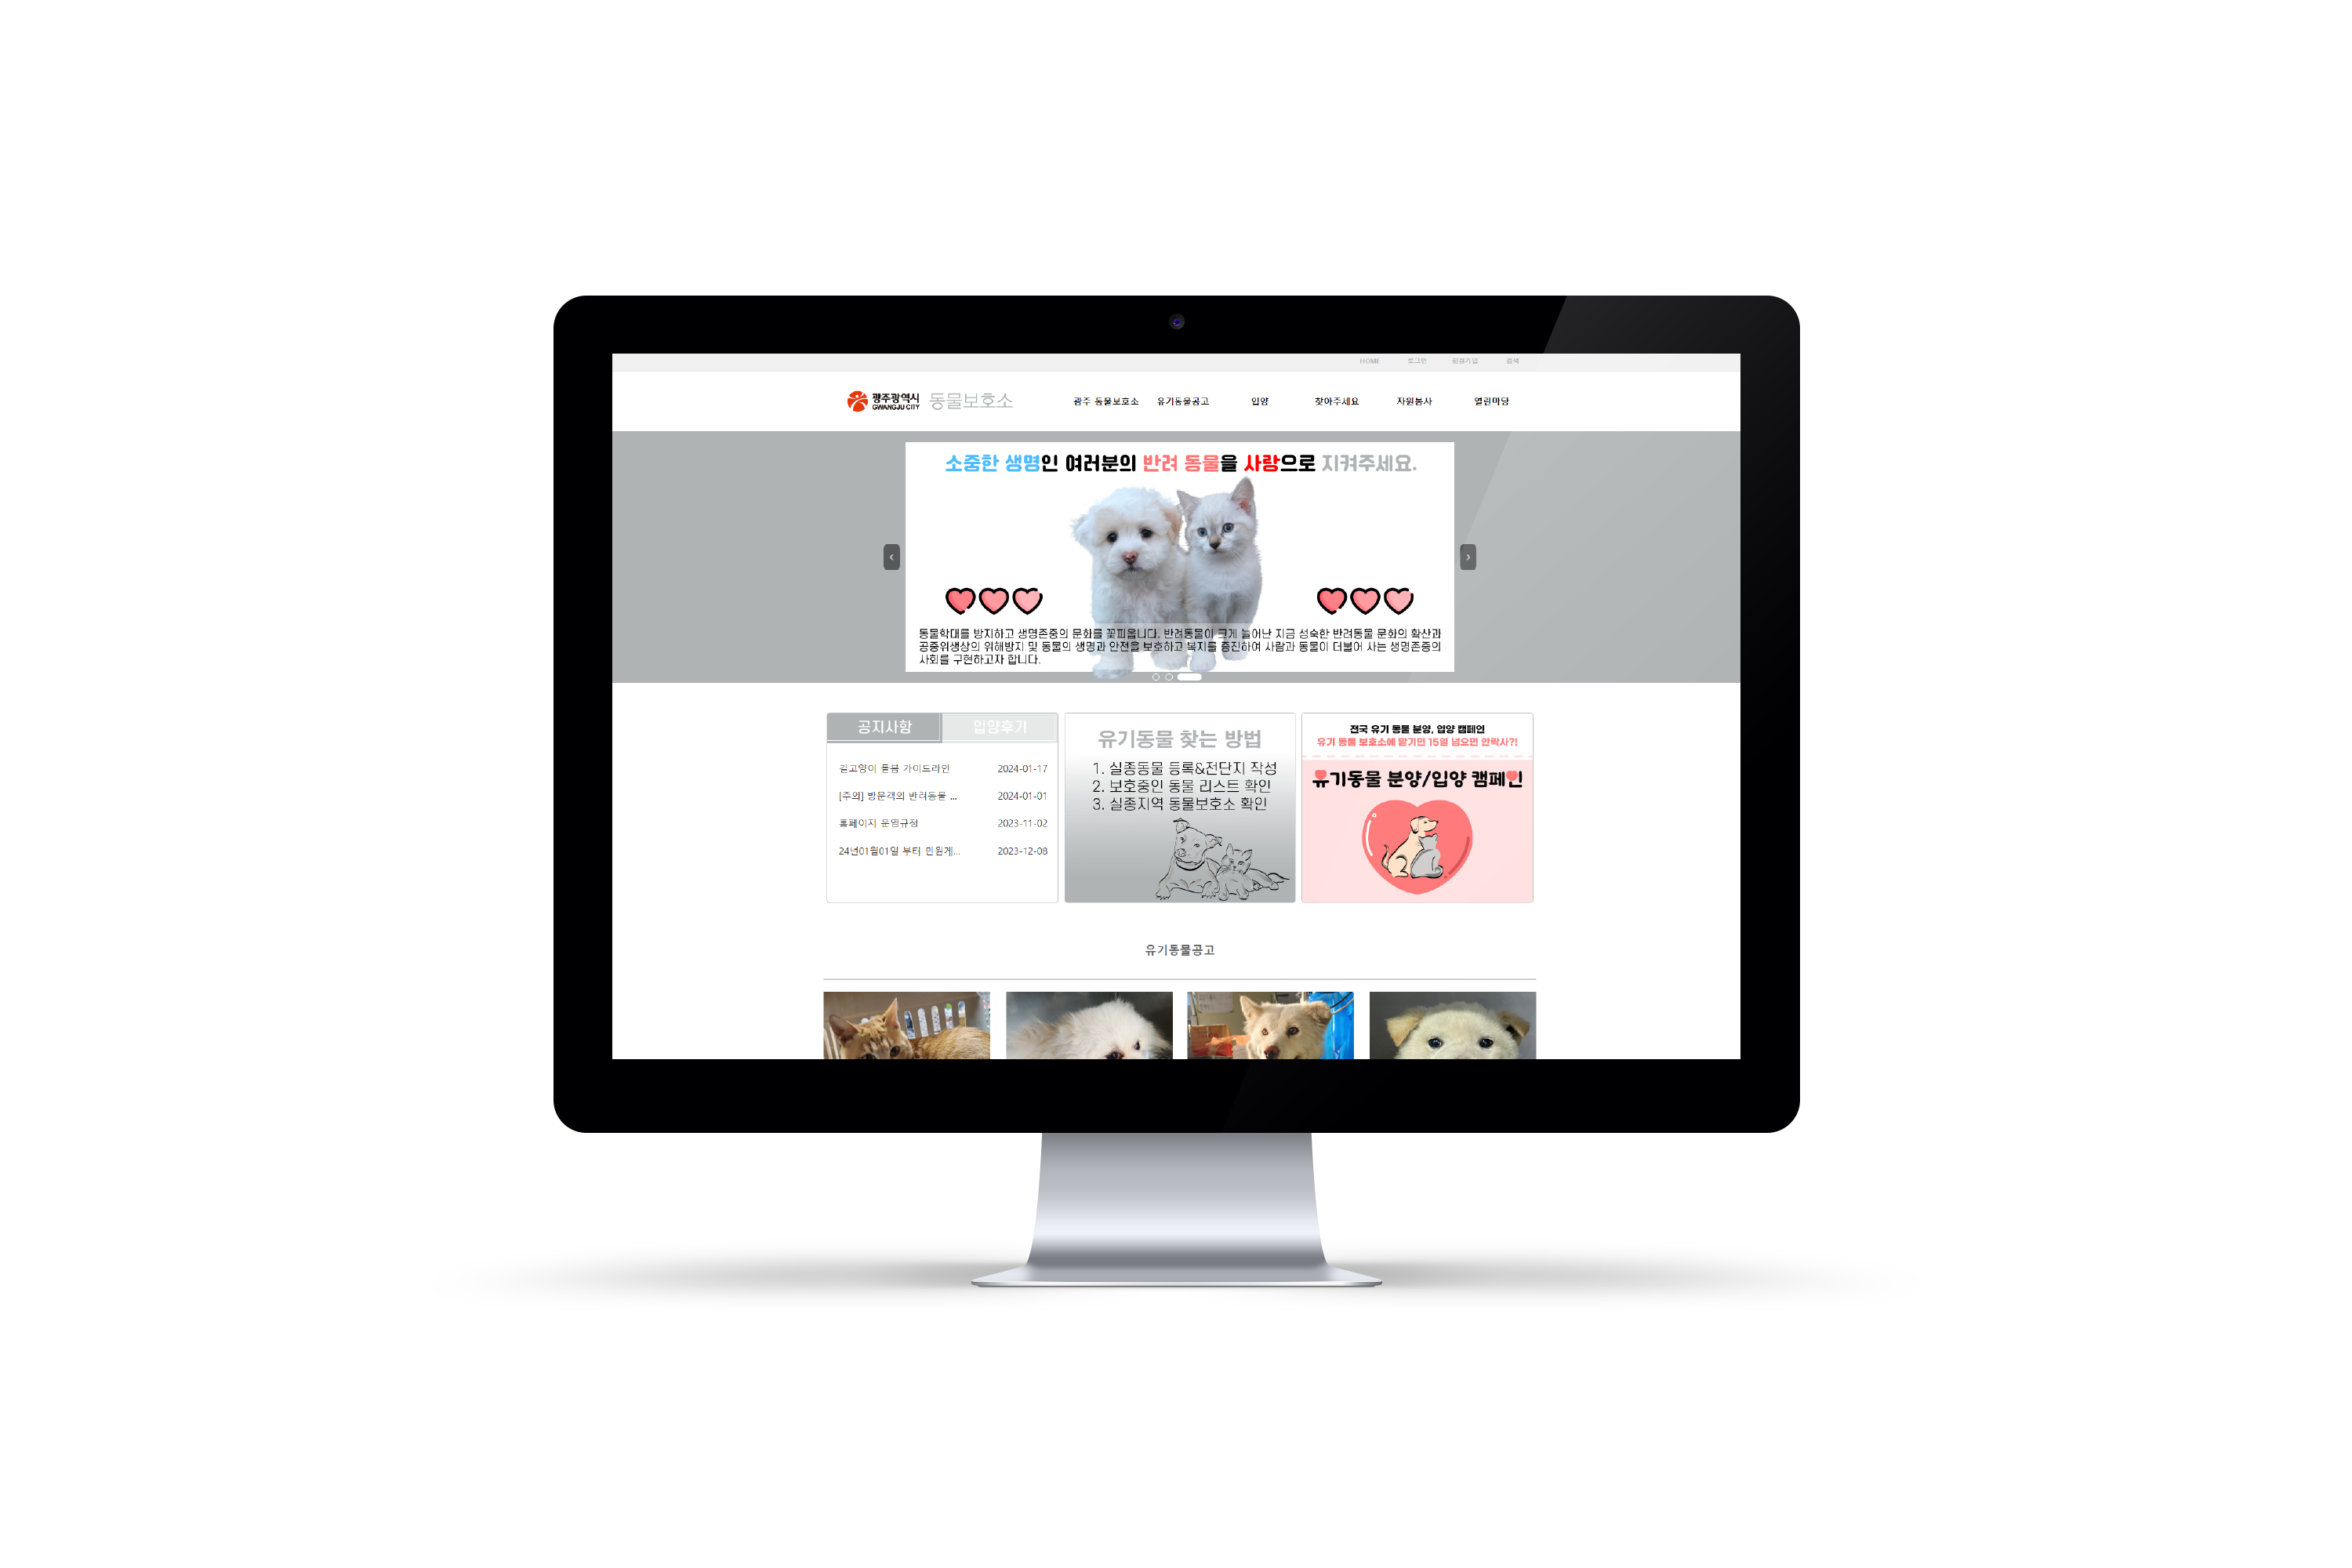 HOME 로그인 회원가입 검색
광주광역시
GWANGJU CITY
동물보호소
광주 동물보호소 유기동물공고 입양 찾아주세요 자원봉사 열린마당
소중한 생명인 여러분의 반려 동물을 사랑으로 지켜주세요.
동물학대를 방지하고 생명존중의 문화를 꽃피웁니다. 반려동물이 크게 늘어난 지금 성숙한 반려동물 문화의 확산과
공중위생상의 위해방지 및 동물의 생명과 안전을 보호하고 복지를 증진하여 사람과 동물이 더불어 사는 생명존중의
사회를 구현하고자 합니다.
공지사항 입양후기
길고양이 돌봄 가이드라인 2024-01-17
[주의] 방문객의 반려동물 ... 2024-01-01
홈페이지 운영규정 2023-11-02
24년01월01일 부터 민원게... 2023-12-08
유기동물 찾는 방법
1. 실종동물 등록&전단지 작성
2. 보호중인 동물 리스트 확인
3. 실종지역 동물보호소 확인
전국 유기 동물 분양, 입양 캠페인
유기 동물 보호소에 맡기면 15일 넘으면 안락사?!
유기동물 분양/입양 캠페인
유기동물공고